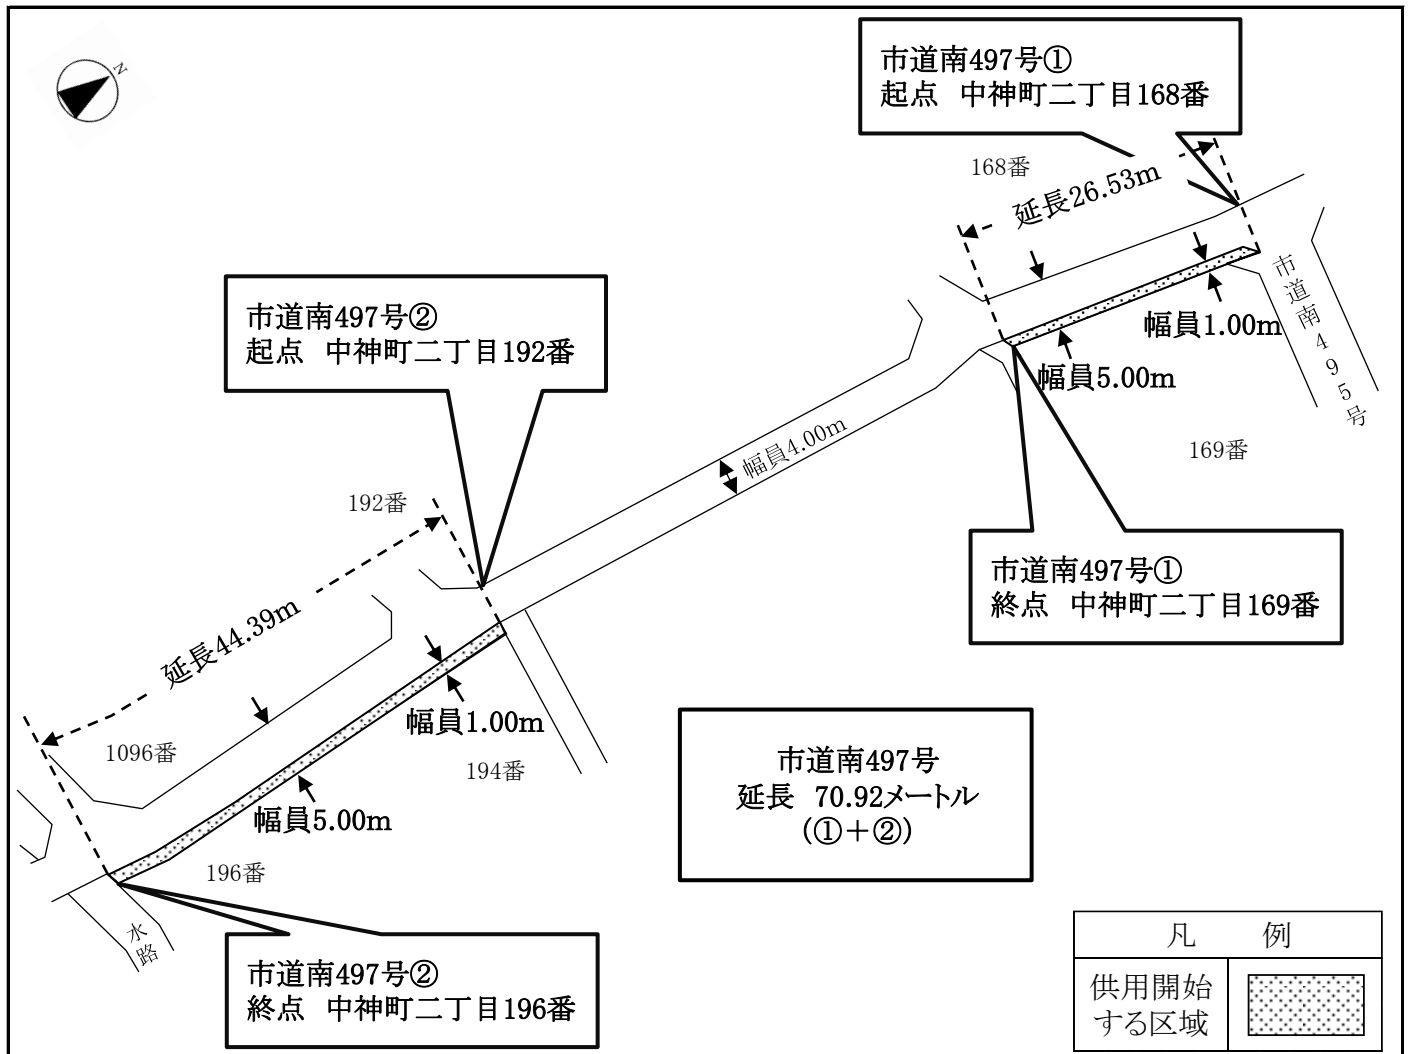 N
市道南497号①
起点　中神町二丁目168番
168番
延長26.53m
幅員1.00m
幅員5.00m
市道南495号
169番
市道南497号②
起点　中神町二丁目192番
幅員4.00m
192番
市道南497号①
終点　中神町二丁目169番
延長44.39m
幅員1.00m
1096番
194番
幅員5.00m
196番
水路
市道南497号
延長　70.92メートル
(①＋②)
市道南497号②
終点　中神町二丁目196番
凡　例
供用開始
する区域